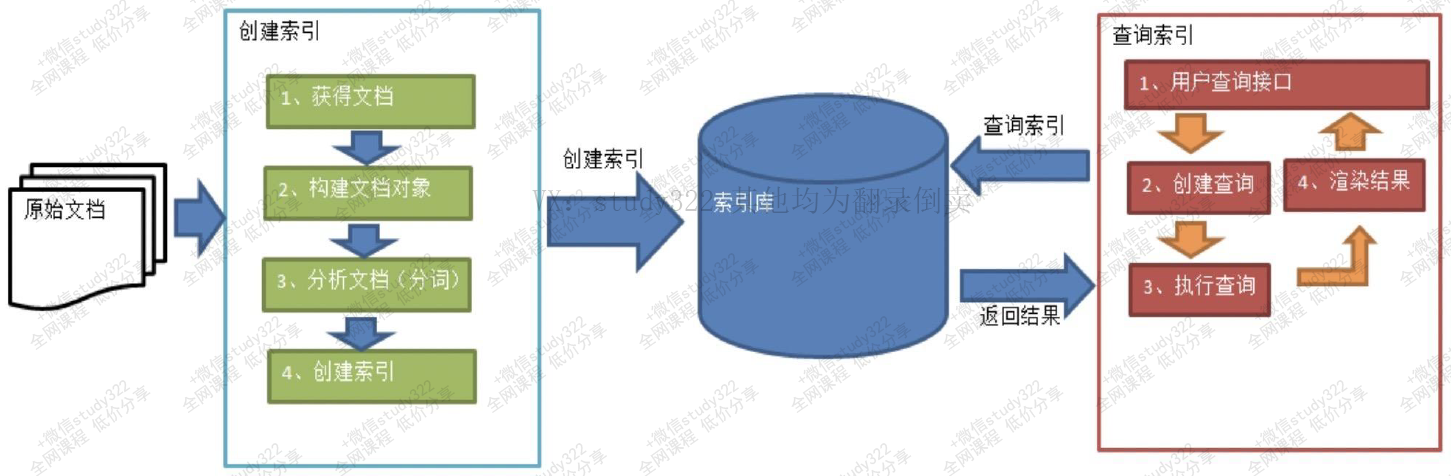 原始文档
创建索引
1、获得文档
2、构建文档对象
3、分析文档（分词）
4、创建索引
创建索引
索引库
查询索引
返回结果
查询索引
1、用户查询接口
2、创建查询
3、执行查询
4、渲染结果
VX: study322 其他均为翻录倒卖
+微信study322
全网课程 低价分享